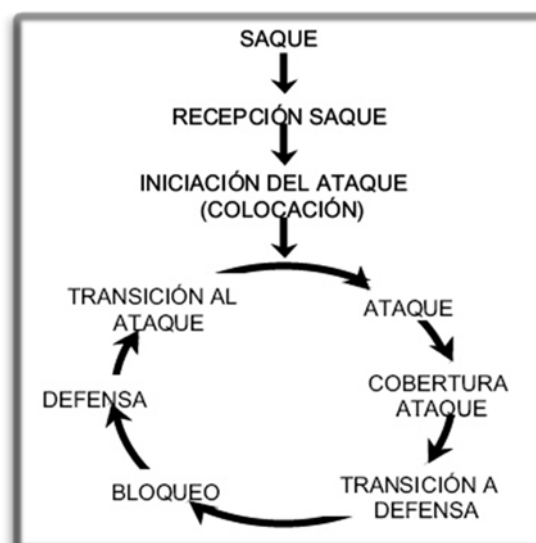 SAQUE
RECEPCIÓN SAQUE
INICIACIÓN DEL ATAQUE
(COLOCACIÓN)
ATAQUE
COBERTURA
ATAQUE
TRANSICIÓN A
DEFENSA
BLOQUEO
DEFENSA
TRANSICIÓN AL
ATAQUE